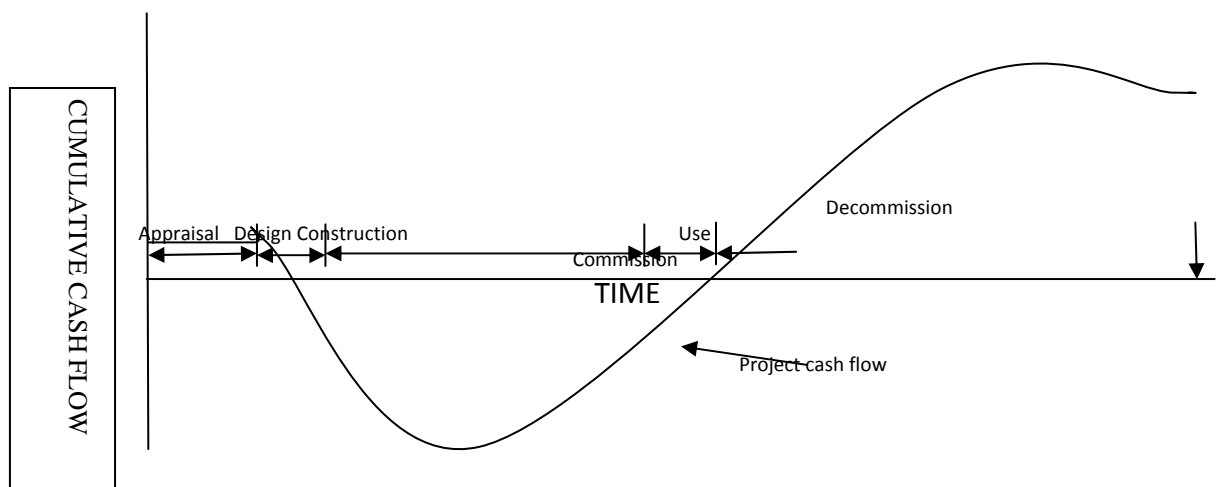 CUMULATIVE CASH FLOW
Decommission
Appraisal Design Construction Use
Commission
TIME
Project cash flow